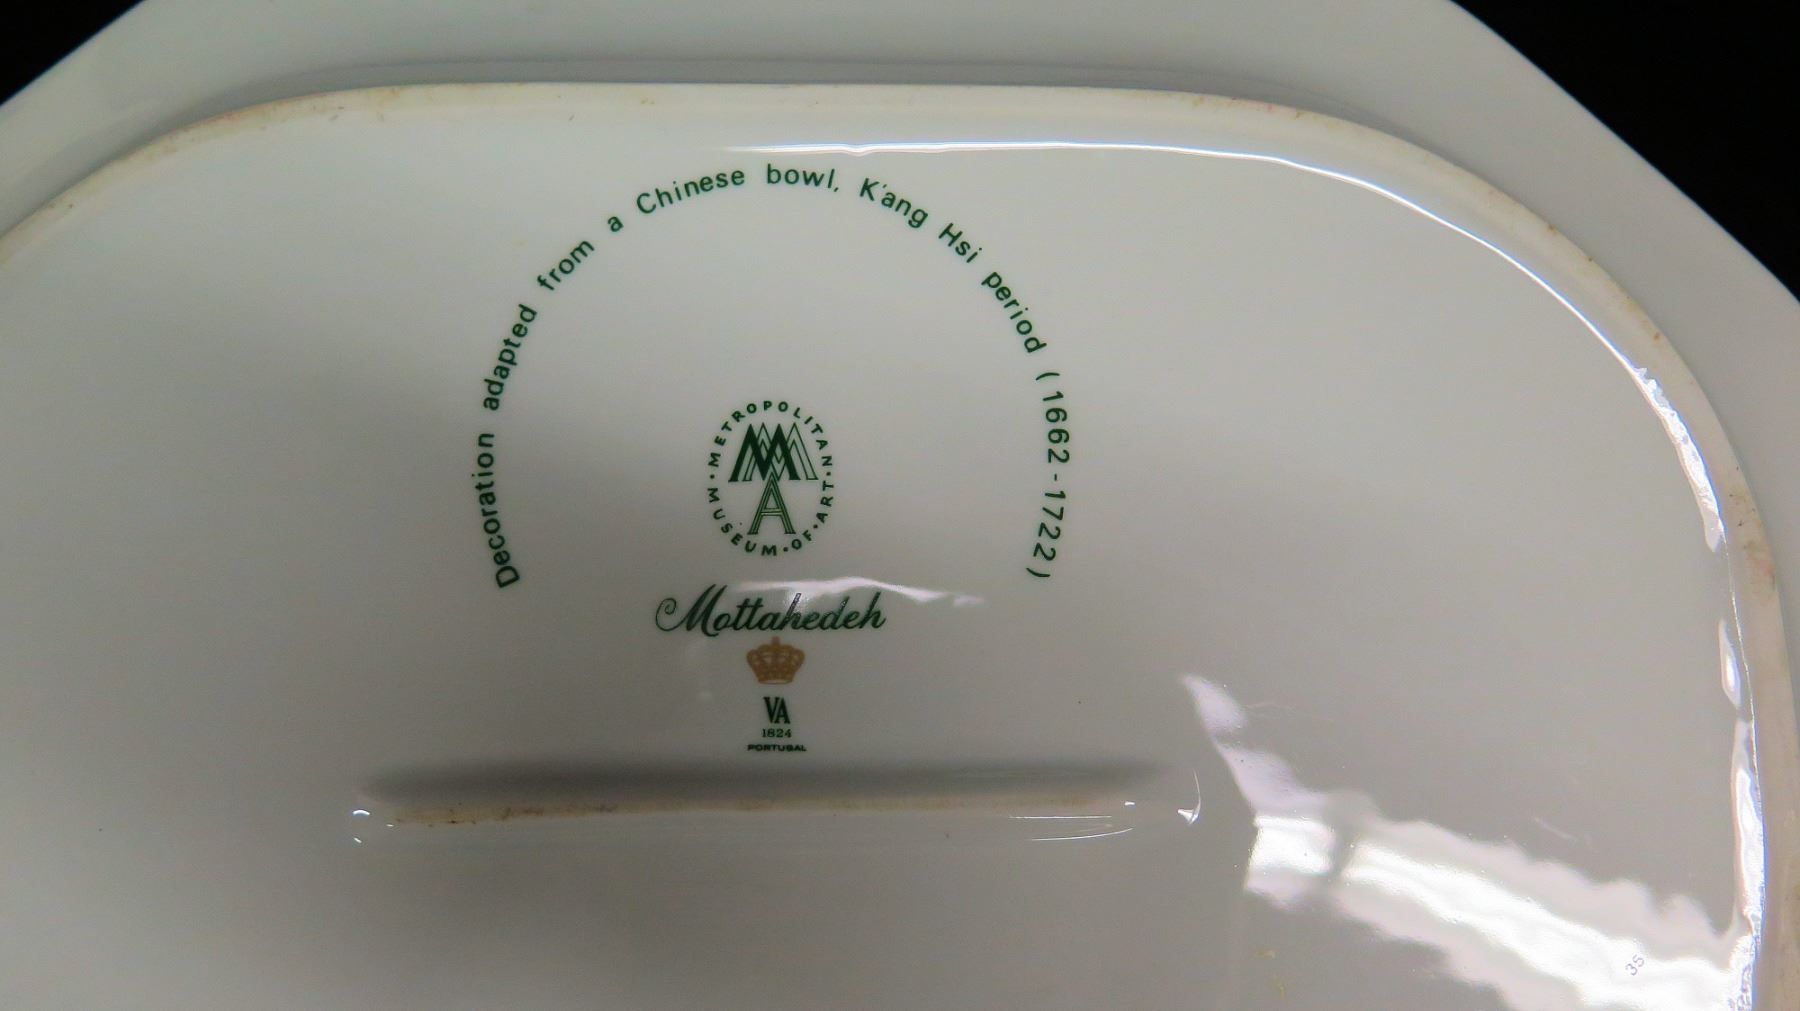 Decoration adapted from a Chinese bowl, K'ang Hsi period (1662-1722)
METROPOLITAN · MUSEUM · OF · ART ·
MMA
Mottahedeh
VA
1824
PORTUGAL
35